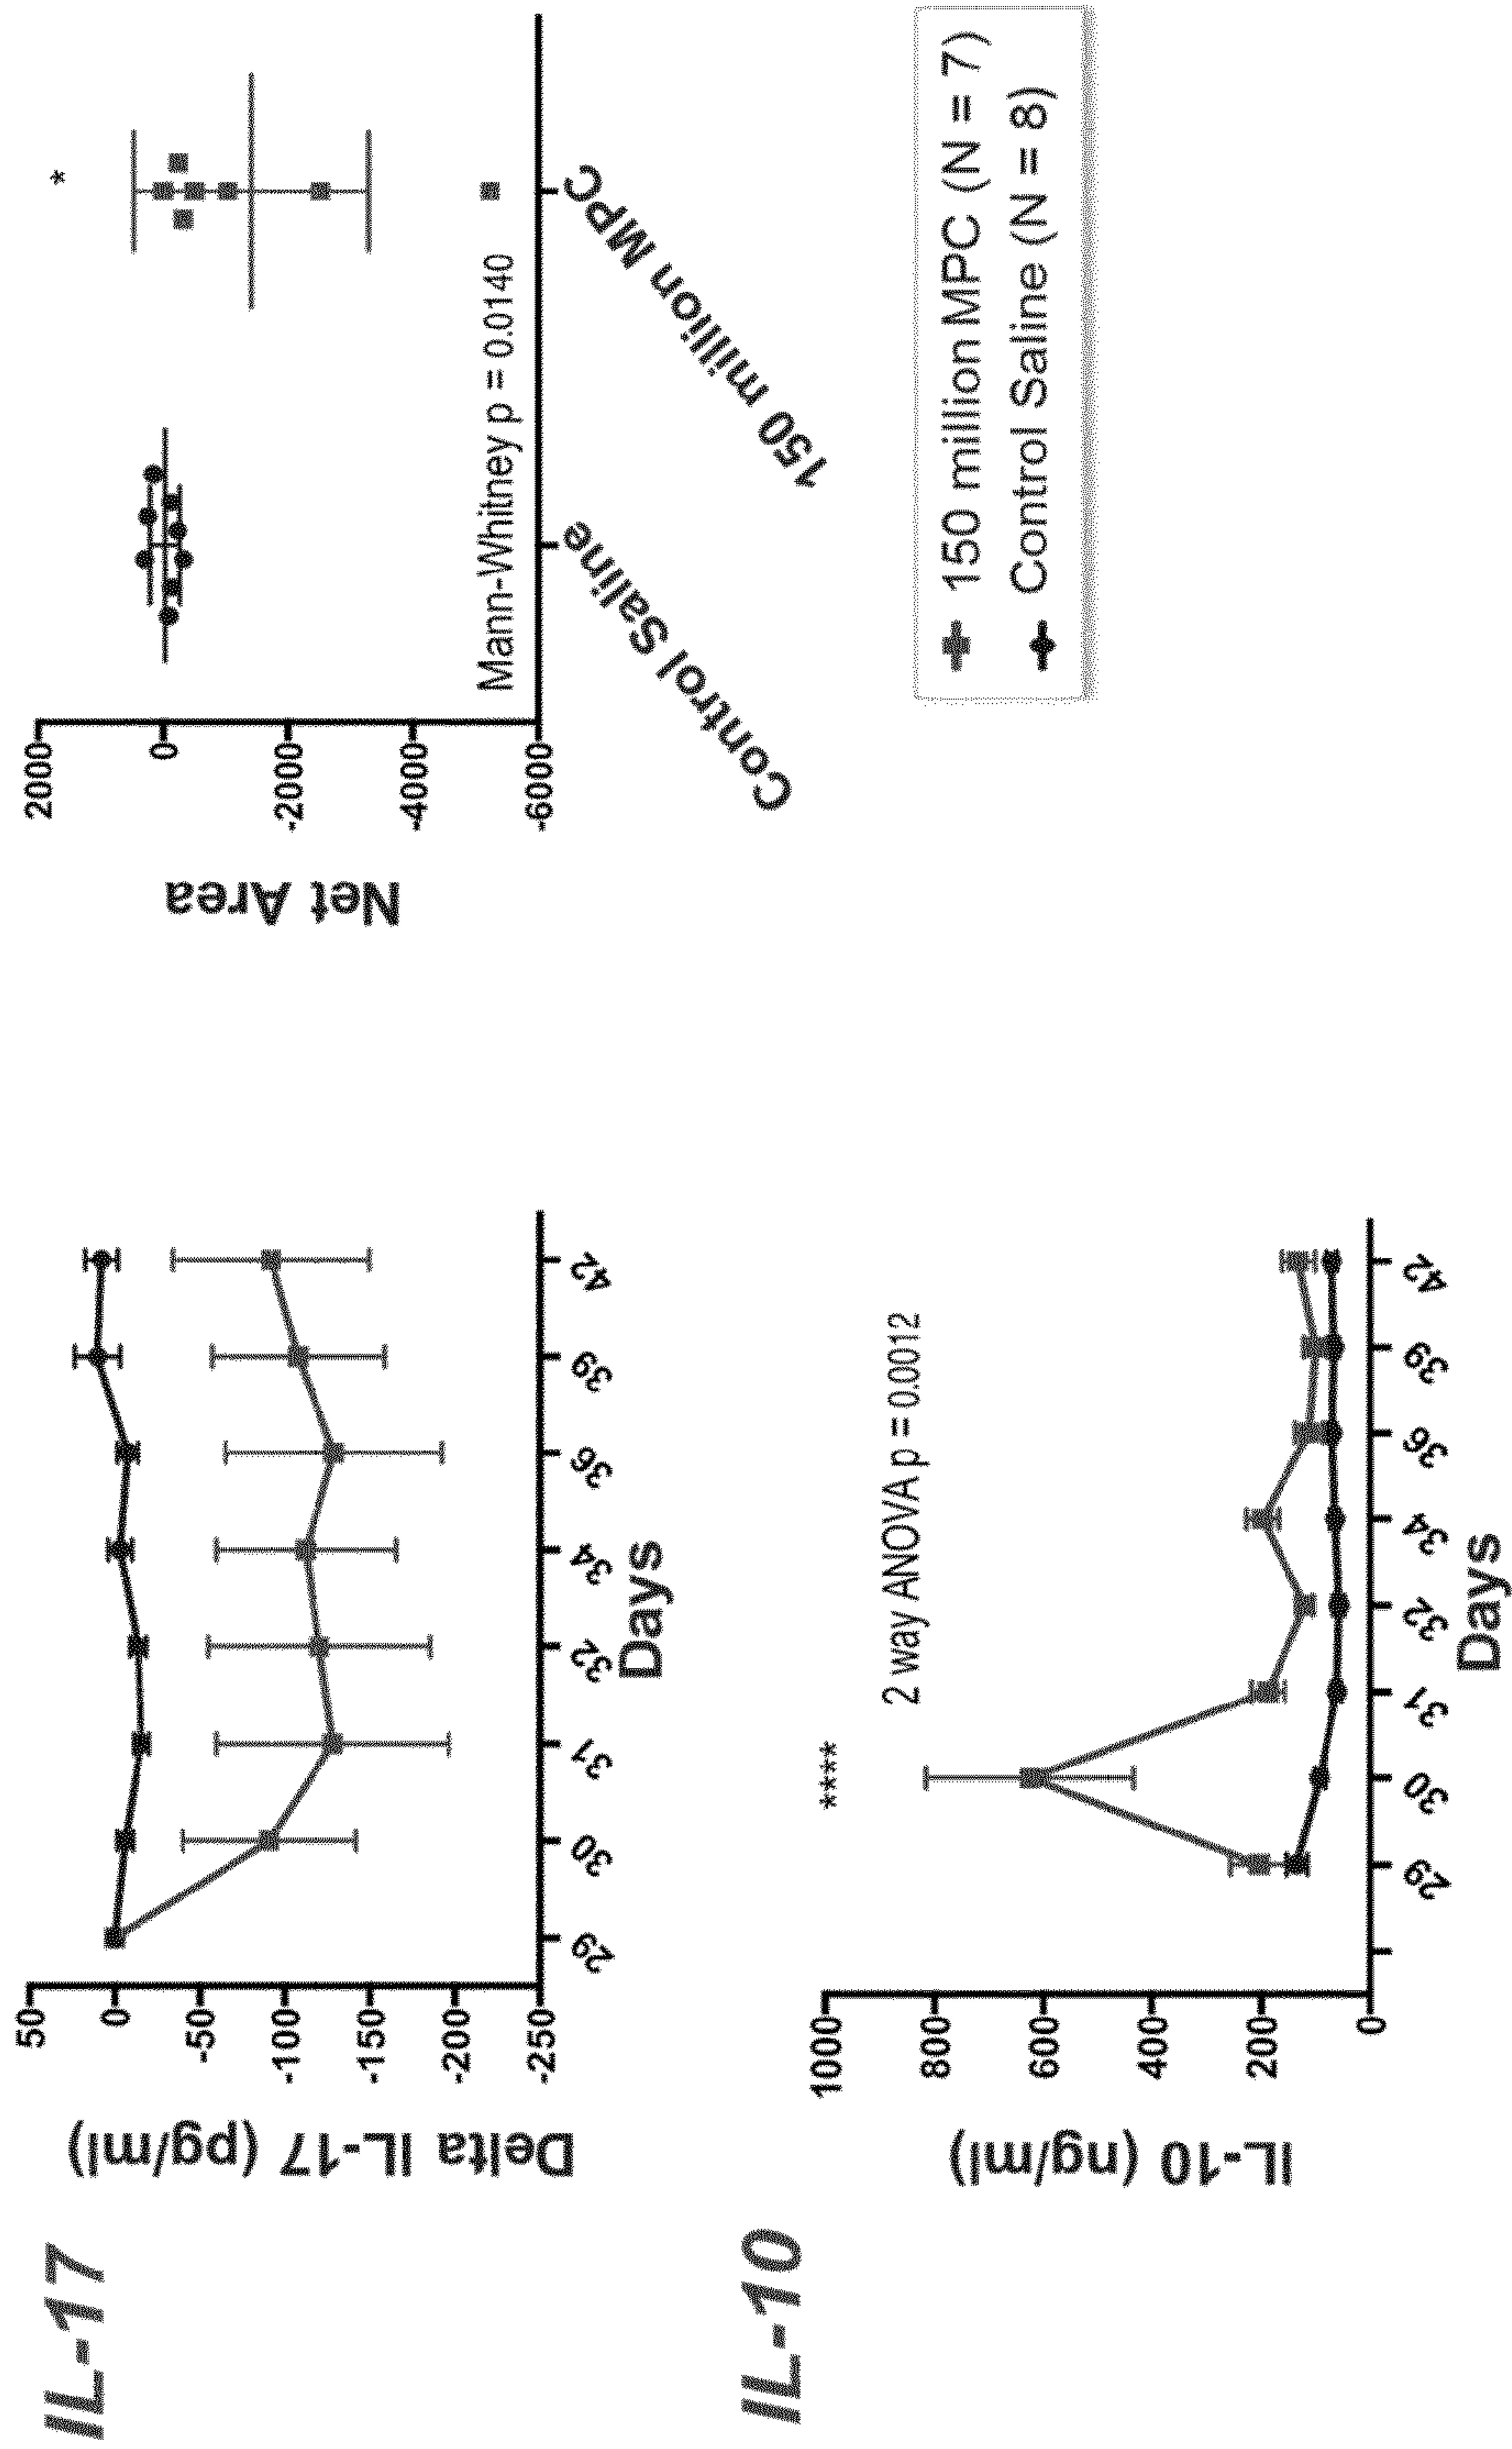 IL-17
Delta IL-17 (pg/ml)
50
0
-50
-100
-150
-200
-250
29
30
31
32
34
36
39
42
Days
Net Area
2000
0
-2000
-4000
-6000
*
Mann-Whitney p = 0.0140
Control Saline
150 million MPC
IL-10
IL-10 (ng/ml)
1000
800
600
400
200
0
****
2 way ANOVA p = 0.0012
29
30
31
32
34
36
39
42
Days
150 million MPC (N = 7)
Control Saline (N = 8)